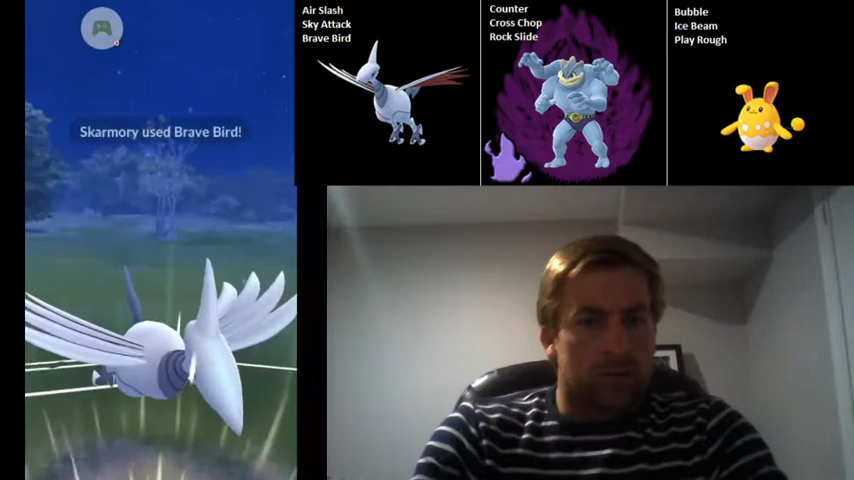 Air Slash
Sky Attack
Brave Bird
Counter
Cross Chop
Rock Slide
Bubble
Ice Beam
Play Rough
Skarmory used Brave Bird!